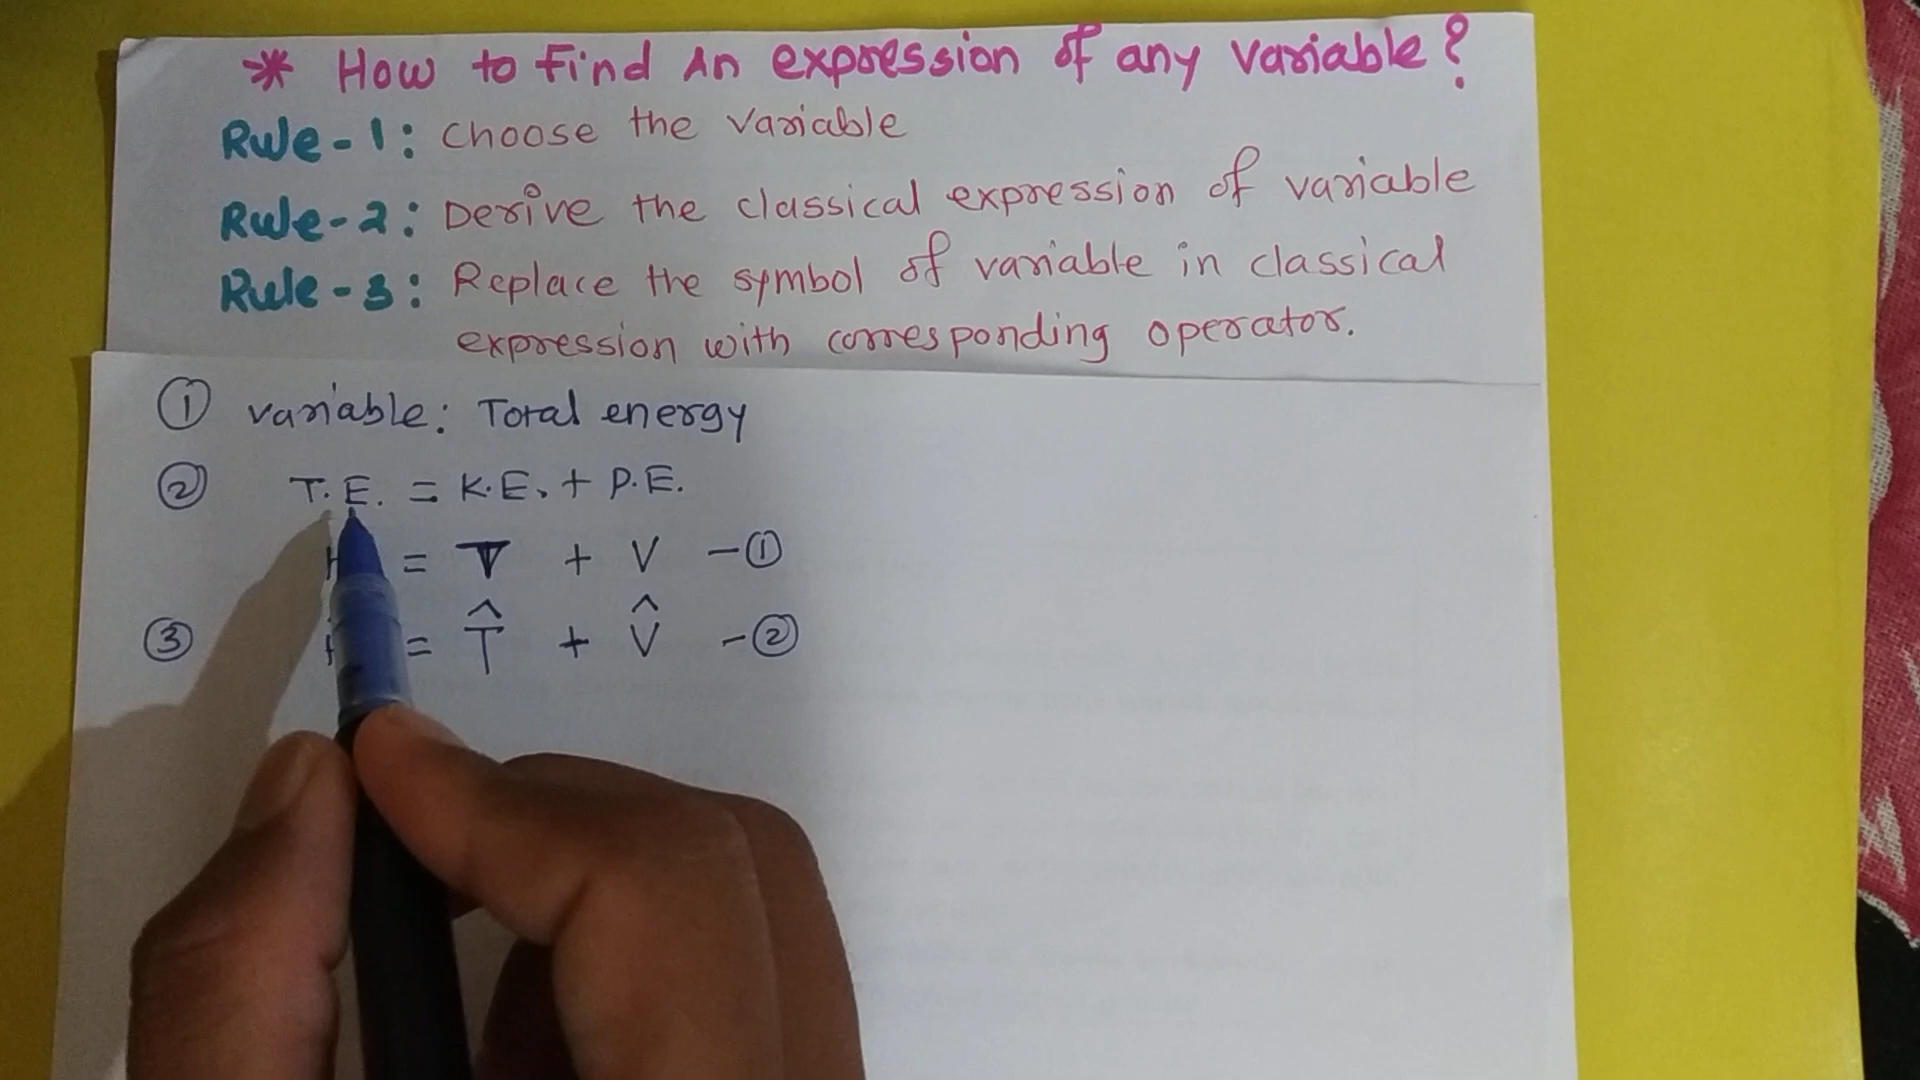 * How to Find An expression of any variable?
Rule-1: Choose the variable
Rule-2: Derive the classical expression of variable
Rule-3: Replace the symbol of variable in classical
expression with corresponding operator.
① variable: Total energy
② T.E. = K.E. + P.E.
= T + V -①
③ = T̂ + V̂ -②